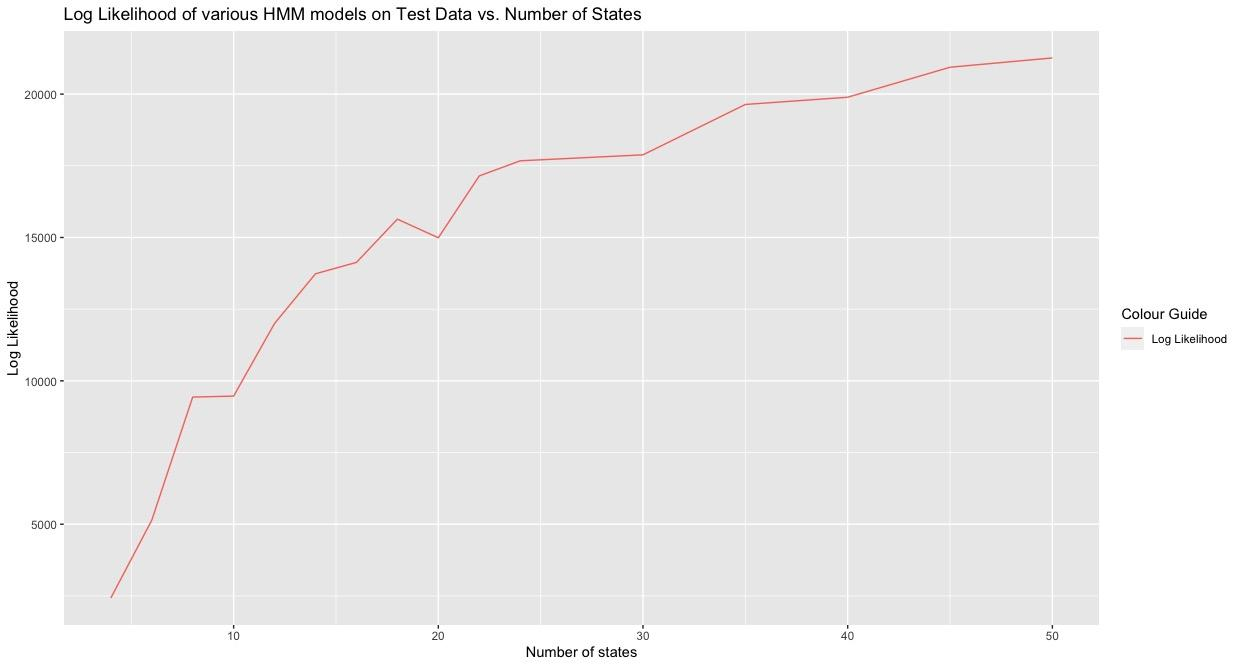 Log Likelihood of various HMM models on Test Data vs. Number of States
Log Likelihood
20000
15000
10000
5000
10
20
30
40
50
Number of states
Colour Guide
Log Likelihood